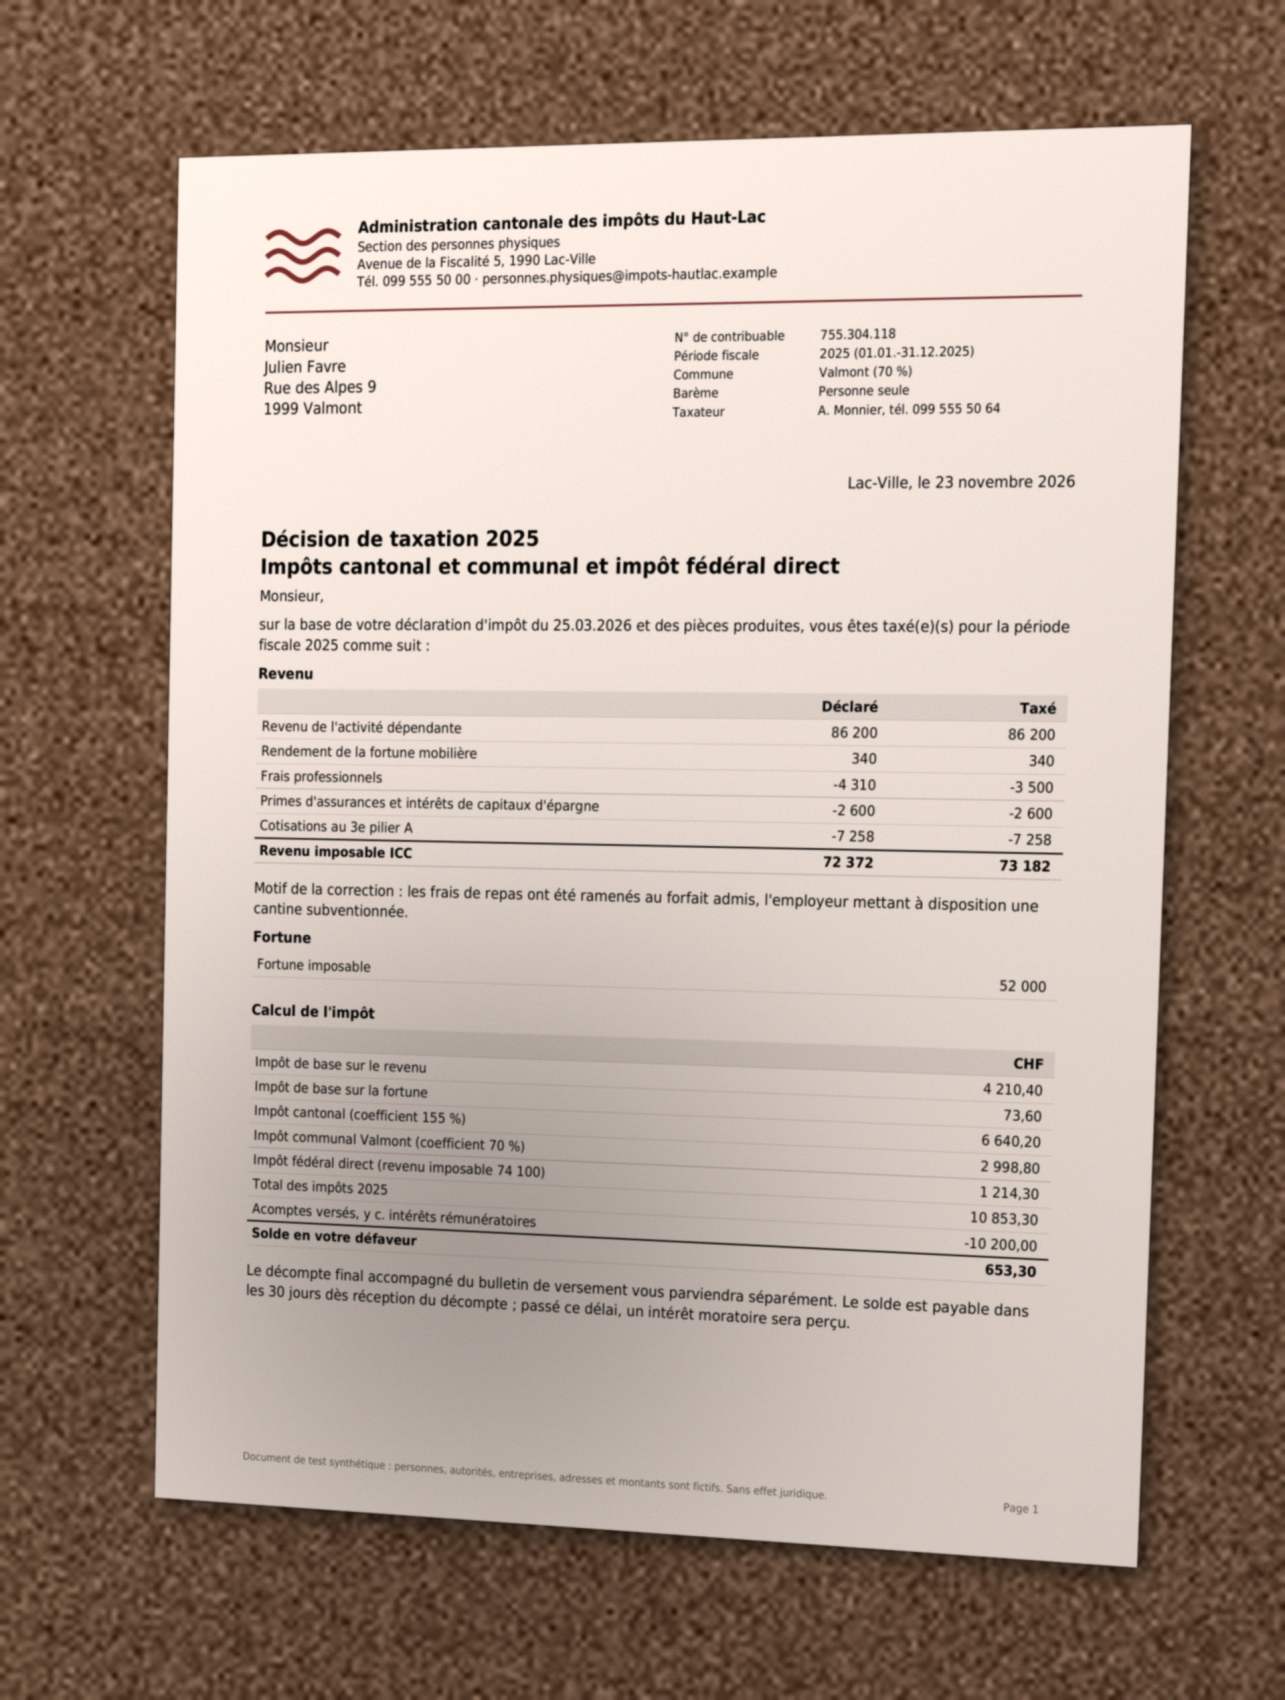 Administration cantonale des impôts du Haut-Lac
Section des personnes physiques
Avenue de la Fiscalité 5, 1990 Lac-Ville
Tél. 099 555 50 00 · personnes.physiques@impots-hautlac.example
Monsieur
Julien Favre
Rue des Alpes 9
1999 Valmont
N° de contribuable 755.304.118
Période fiscale 2025 (01.01.-31.12.2025)
Commune Valmont (70 %)
Barème Personne seule
Taxateur A. Monnier, tél. 099 555 50 64
Lac-Ville, le 23 novembre 2026
Décision de taxation 2025
Impôts cantonal et communal et impôt fédéral direct
Monsieur,
sur la base de votre déclaration d'impôt du 25.03.2026 et des pièces produites, vous êtes taxé(e)(s) pour la période
fiscale 2025 comme suit :
Revenu
Déclaré Taxé
Revenu de l'activité dépendante 86 200 86 200
Rendement de la fortune mobilière 340 340
Frais professionnels -4 310 -3 500
Primes d'assurances et intérêts de capitaux d'épargne -2 600 -2 600
Cotisations au 3e pilier A -7 258 -7 258
Revenu imposable ICC 72 372 73 182
Motif de la correction : les frais de repas ont été ramenés au forfait admis, l'employeur mettant à disposition une
cantine subventionnée.
Fortune
Fortune imposable 52 000
Calcul de l'impôt
CHF
Impôt de base sur le revenu 4 210,40
Impôt de base sur la fortune 73,60
Impôt cantonal (coefficient 155 %) 6 640,20
Impôt communal Valmont (coefficient 70 %) 2 998,80
Impôt fédéral direct (revenu imposable 74 100) 1 214,30
Total des impôts 2025 10 853,30
Acomptes versés, y c. intérêts rémunératoires -10 200,00
Solde en votre défaveur 653,30
Le décompte final accompagné du bulletin de versement vous parviendra séparément. Le solde est payable dans
les 30 jours dès réception du décompte ; passé ce délai, un intérêt moratoire sera perçu.
Document de test synthétique : personnes, autorités, entreprises, adresses et montants sont fictifs. Sans effet juridique.
Page 1